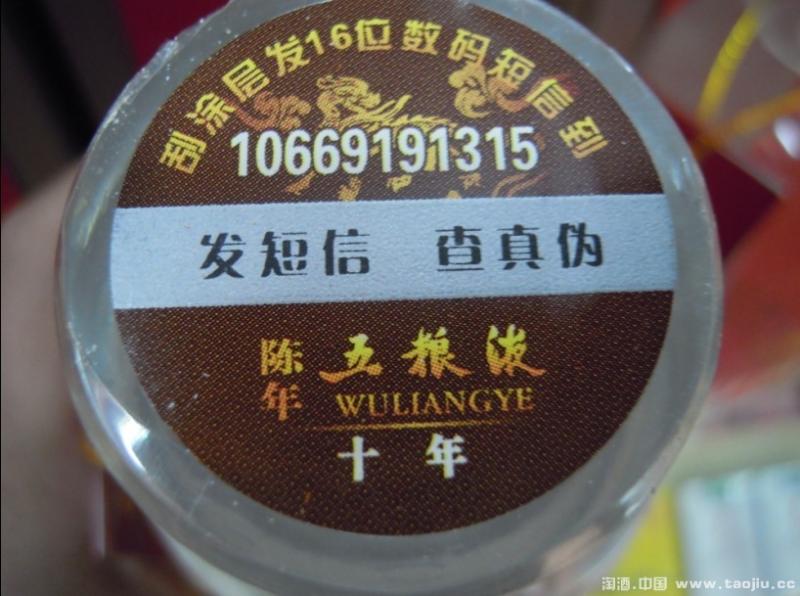 刮涂层发16位数码短信到
10669191315
发短信 查真伪
陈年 五粮液
WULIANGYE
十年
淘酒.中国 www.taojiu.cc